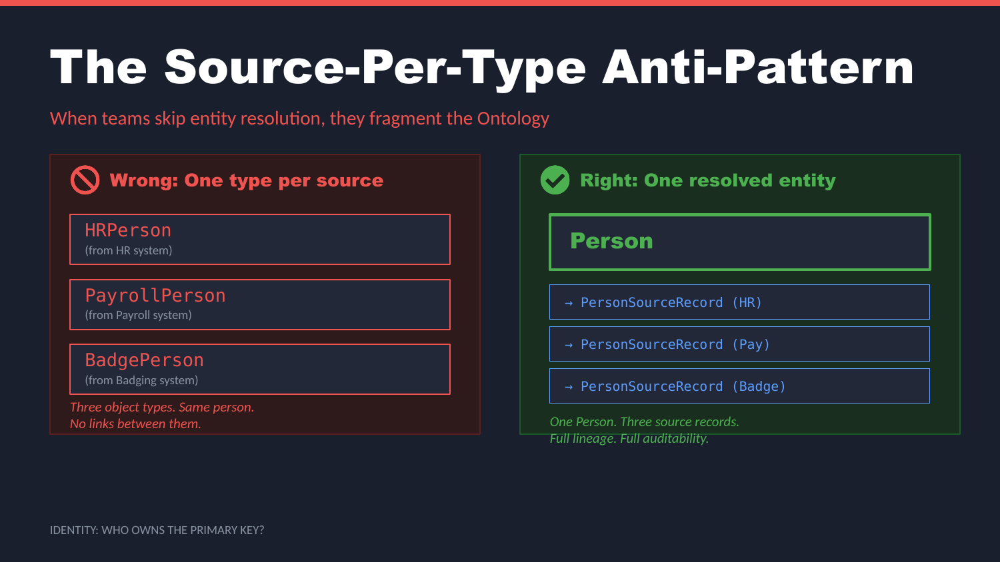 The Source-Per-Type Anti-Pattern
When teams skip entity resolution, they fragment the Ontology
Wrong: One type per source
HRPerson
(from HR system)
PayrollPerson
(from Payroll system)
BadgePerson
(from Badging system)
Three object types. Same person.
No links between them.
Right: One resolved entity
Person
→ PersonSourceRecord (HR)
→ PersonSourceRecord (Pay)
→ PersonSourceRecord (Badge)
One Person. Three source records.
Full lineage. Full auditability.
IDENTITY: WHO OWNS THE PRIMARY KEY?